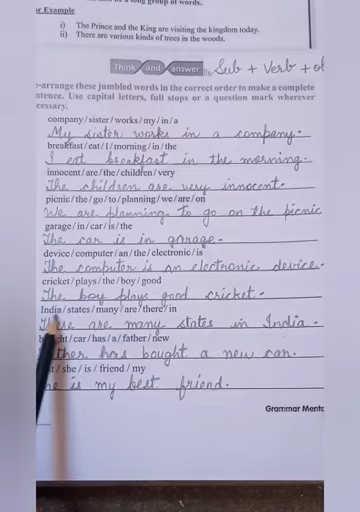 long group of words.
or Example
i) The Prince and the King are visiting the kingdom today.
ii) There are various kinds of trees in the woods.
Think and answer Sub + Verb + ob
-arrange these jumbled words in the correct order to make a complete
ntence. Use capital letters, full stops or a question mark wherever
cessary.
company/sister/works/my/in/a
My sister works in a company.
breakfast/eat/I/morning/in/the
I eat breakfast in the morning.
innocent/are/the/children/very
The children are very innocent.
picnic/the/go/to/planning/we/are/on
We are planning to go on the picnic
garage/in/car/is/the
The car is in garage.
device/computer/an/the/electronic/is
The computer is an electronic device.
cricket/plays/the/boy/good
The boy plays good cricket.
India/states/many/are/there/in
There are many states in India.
ht/car/has/a/father/new
ther has bought a new car.
t/she/is/friend/my
he is my best friend.
Grammar Mento